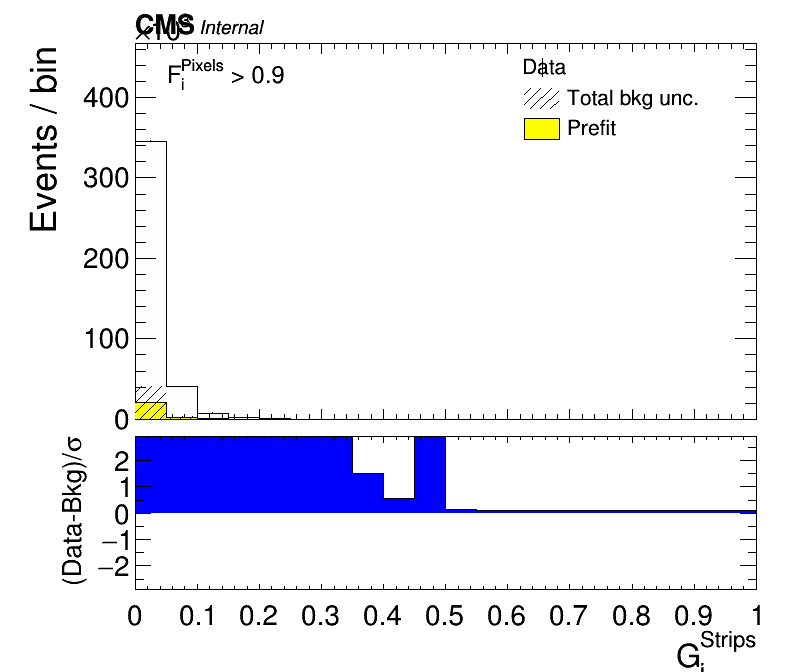 CMS Internal
×10³
F_i^Pixels > 0.9
Data
Total bkg unc.
Prefit
Events / bin
400
300
200
100
0
(Data-Bkg)/σ
2
1
0
−1
−2
0 0.1 0.2 0.3 0.4 0.5 0.6 0.7 0.8 0.9 1
G_i^Strips